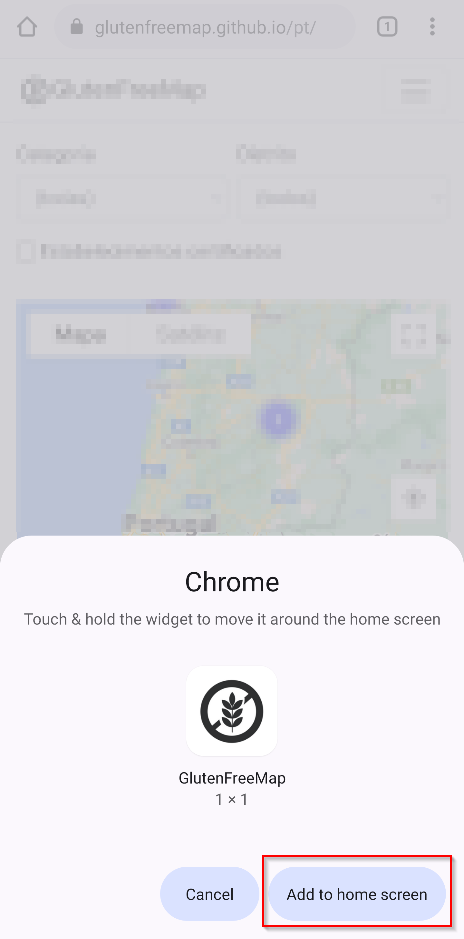 glutenfreemap.github.io/pt/
1
GlutenFreeMap
Categoria
Distrito
(todas)
(todos)
Estabelecimentos certificados
Mapa
Satélite
Portugal
Chrome
Touch & hold the widget to move it around the home screen
GlutenFreeMap
1 × 1
Cancel
Add to home screen